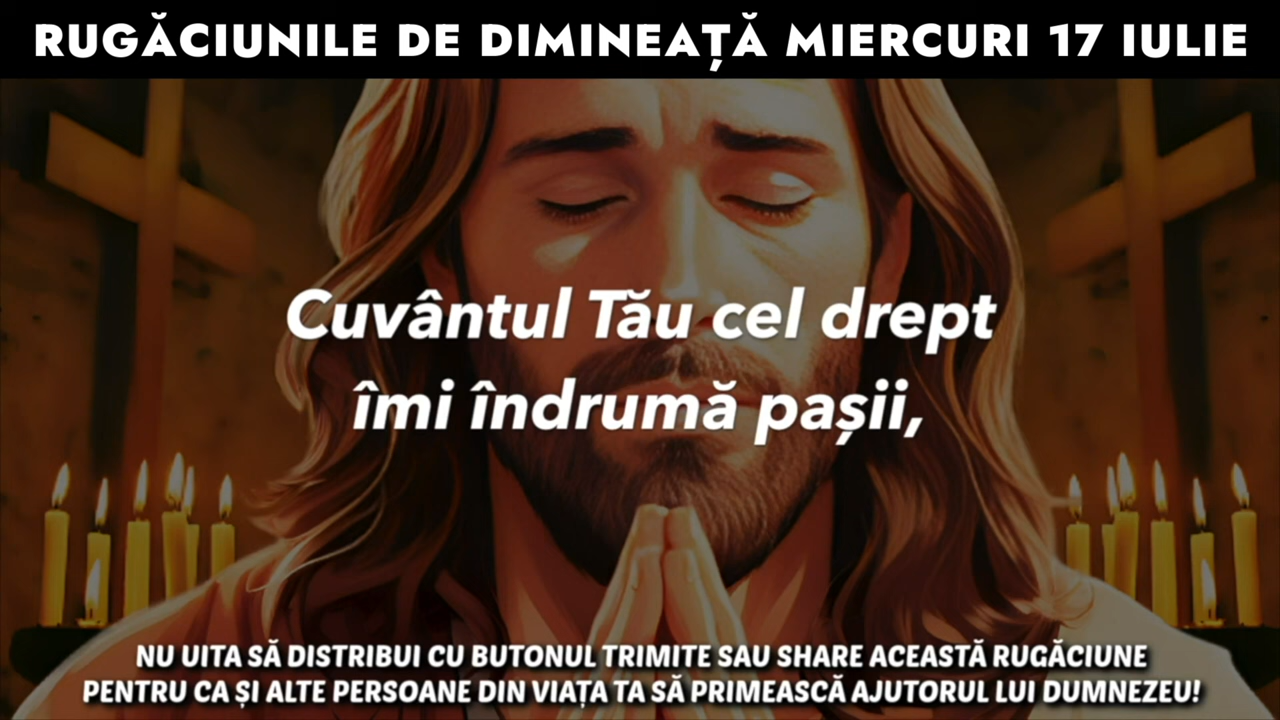 RUGĂCIUNILE DE DIMINEAȚĂ MIERCURI 17 IULIE
Cuvântul Tău cel drept
îmi îndrumă pașii,
NU UITA SĂ DISTRIBUI CU BUTONUL TRIMITE SAU SHARE ACEASTĂ RUGĂCIUNE
PENTRU CA ȘI ALTE PERSOANE DIN VIAȚA TA SĂ PRIMEASCĂ AJUTORUL LUI DUMNEZEU!